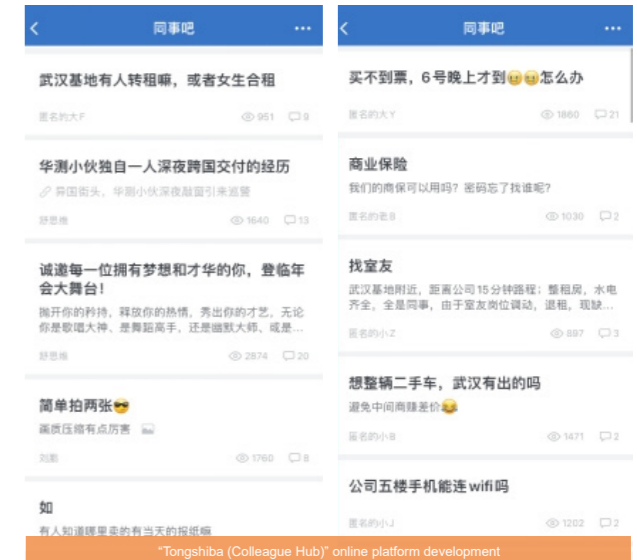 同事吧
武汉基地有人转租嘛，或者女生合租
匿名的大F
951
9
华测小伙独自一人深夜跨国交付的经历
异国街头，华测小伙深夜敲窗引来巡警
舒思维
1640
13
诚邀每一位拥有梦想和才华的你，登临年
会大舞台！
抛开你的矜持，释放你的热情，秀出你的才艺，无论
你是歌唱大神、是舞蹈高手，还是幽默大师、或是...
舒思维
2874
20
简单拍两张😎
画质压缩有点厉害
1760
8
如
有人知道哪里卖的有当天的报纸嘛
同事吧
买不到票，6号晚上才到😆😆怎么办
匿名的大Y
1860
21
商业保险
我们的商保可以用吗？密码忘了找谁呢？
匿名的老B
1030
2
找室友
武汉基地附近，距离公司15分钟路程；整租房，水电
齐全，全是同事，由于室友岗位调动，退租，现缺...
匿名的小Z
897
3
想整辆二手车，武汉有出的吗
避免中间商赚差价😂
匿名的小B
1471
2
公司五楼手机能连wifi吗
匿名的小J
1202
2
“Tongshiba (Colleague Hub)” online platform development